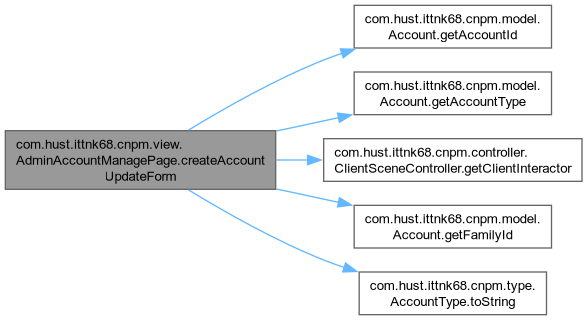 com.hust.ittnk68.cnpm.model.
Account.getAccountId
com.hust.ittnk68.cnpm.model.
Account.getAccountType
com.hust.ittnk68.cnpm.view.
AdminAccountManagePage.createAccount
UpdateForm
com.hust.ittnk68.cnpm.controller.
ClientSceneController.getClientInteractor
com.hust.ittnk68.cnpm.model.
Account.getFamilyId
com.hust.ittnk68.cnpm.type.
AccountType.toString